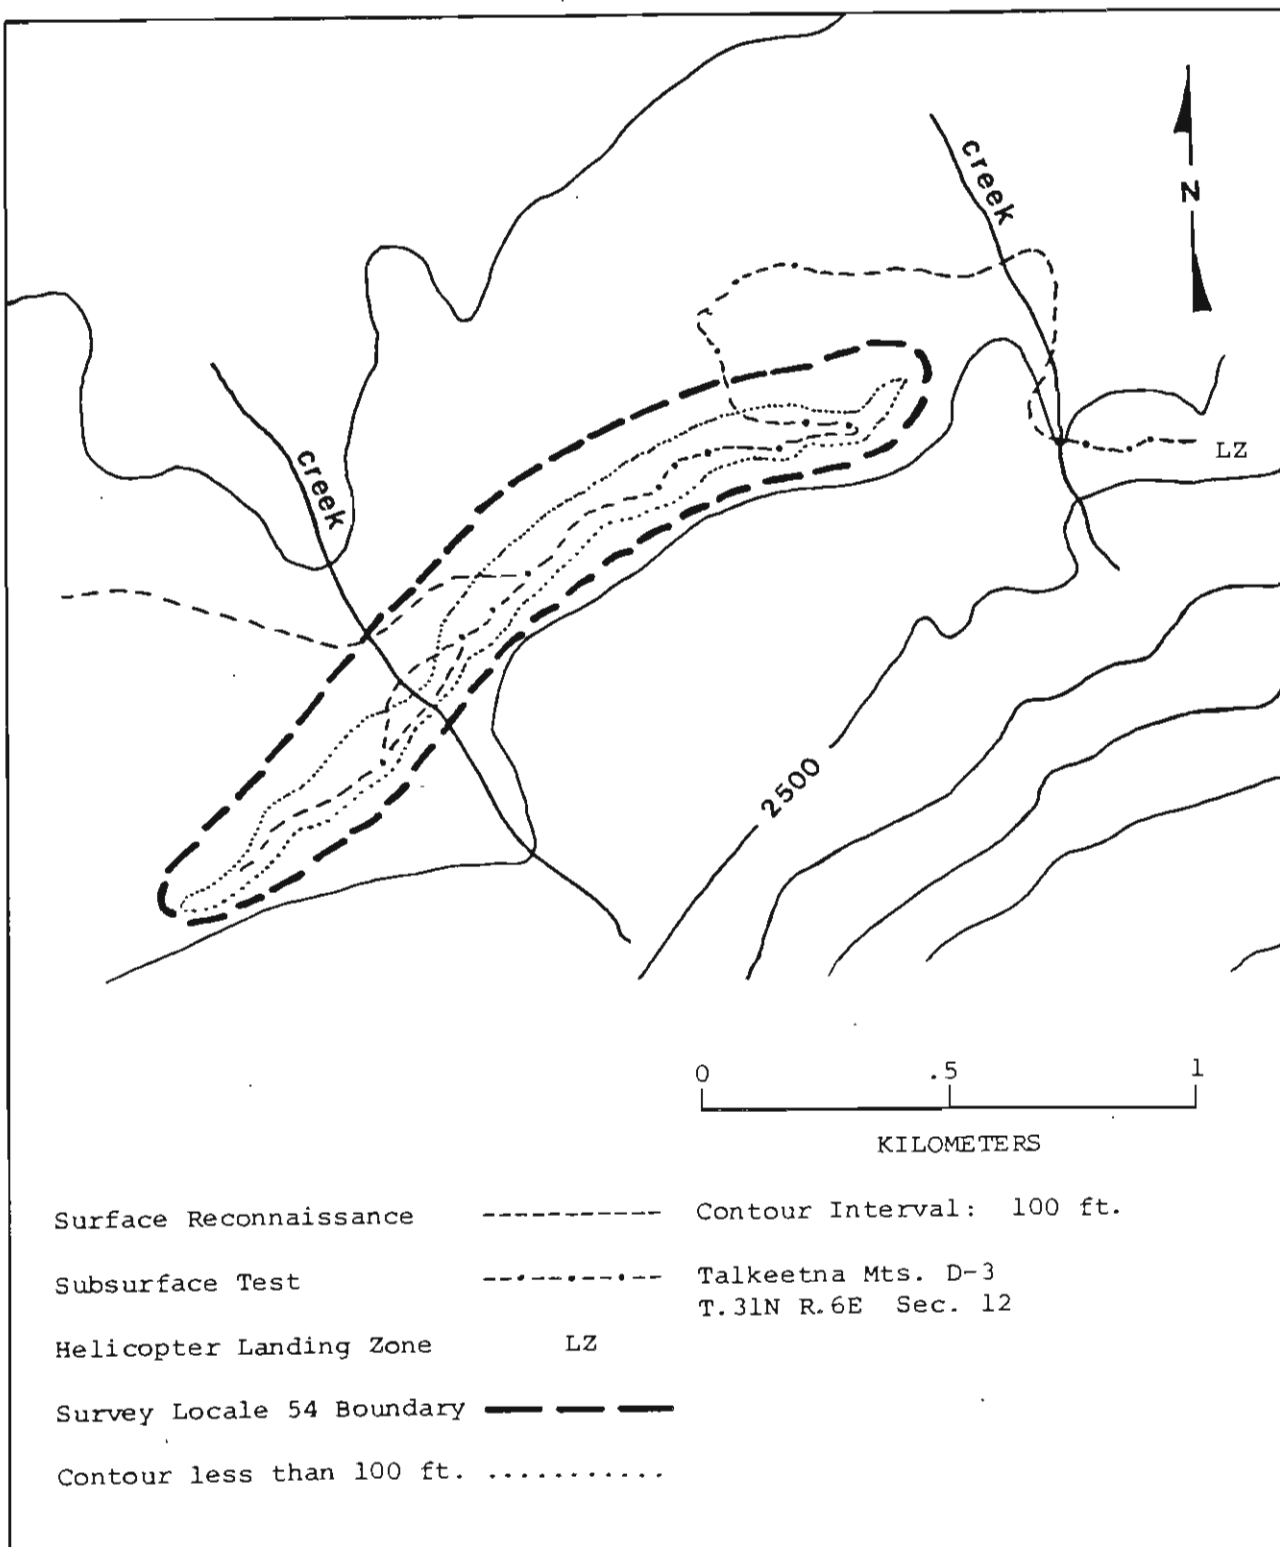 creek
N
creek
LZ
2500
0 .5 1
KILOMETERS
Surface Reconnaissance
Contour Interval: 100 ft.
Subsurface Test
Talkeetna Mts. D-3
T.31N R.6E Sec. 12
Helicopter Landing Zone LZ
Survey Locale 54 Boundary
Contour less than 100 ft.